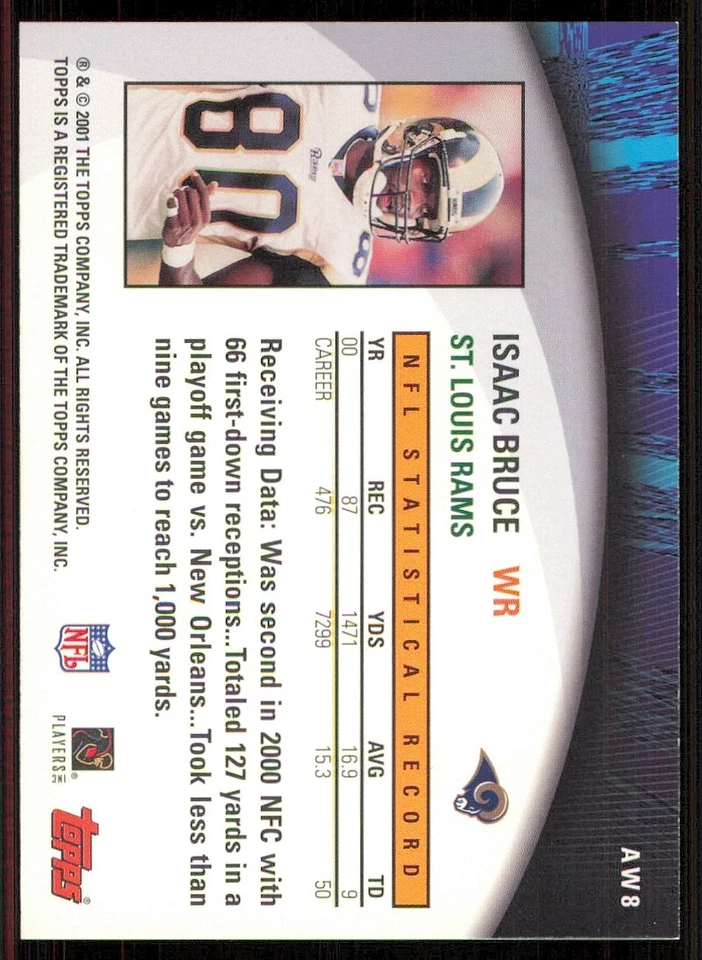 AW8
ISAAC BRUCE WR
ST. LOUIS RAMS
NFL STATISTICAL RECORD
YR REC YDS AVG TD
00 87 1471 16.9 9
CAREER 476 7299 15.3 50
Receiving Data: Was second in 2000 NFC with
66 first-down receptions...Totaled 127 yards in a
playoff game vs. New Orleans...Took less than
nine games to reach 1,000 yards.
80
80
Rams
NFL
PLAYERS INC
topps®
® & © 2001 THE TOPPS COMPANY, INC. ALL RIGHTS RESERVED.
TOPPS IS A REGISTERED TRADEMARK OF THE TOPPS COMPANY, INC.